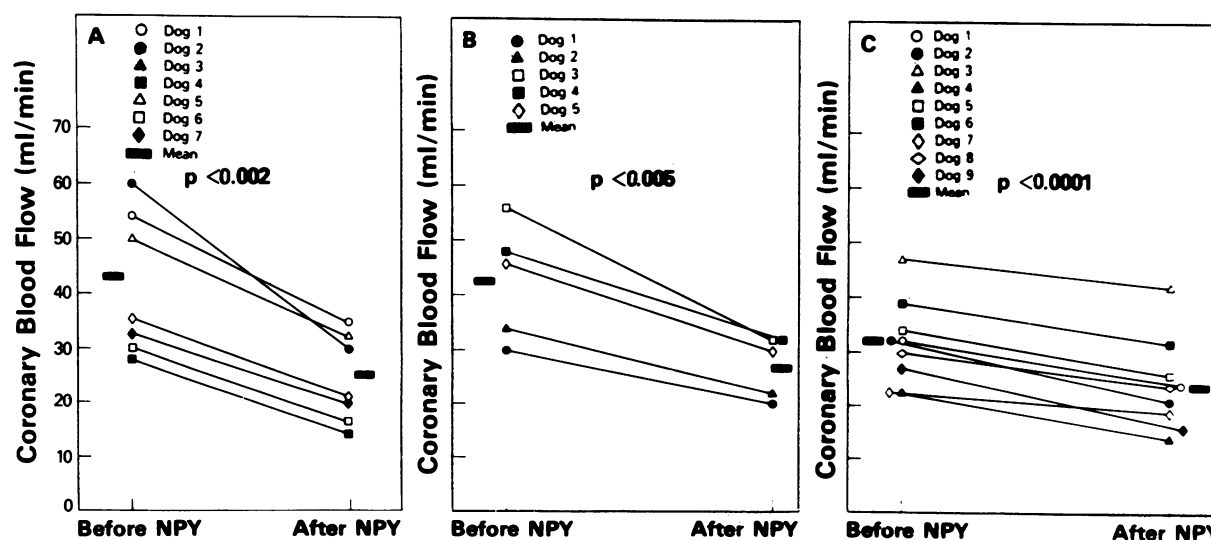 A
Dog 1
Dog 2
Dog 3
Dog 4
Dog 5
Dog 6
Dog 7
Mean
p <0.002
Coronary Blood Flow (ml/min)
70
60
50
40
30
20
10
0
Before NPY After NPY
B
Dog 1
Dog 2
Dog 3
Dog 4
Dog 5
Mean
p <0.005
Coronary Blood Flow (ml/min)
Before NPY After NPY
C
Dog 1
Dog 2
Dog 3
Dog 4
Dog 5
Dog 6
Dog 7
Dog 8
Dog 9
Mean
p <0.0001
Coronary Blood Flow (ml/min)
Before NPY After NPY